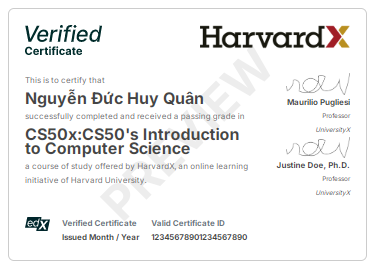 Verified
Certificate
HarvardX
This is to certify that
Nguyễn Đức Huy Quân
successfully completed and received a passing grade in
CS50x:CS50's Introduction
to Computer Science
a course of study offered by HarvardX, an online learning
initiative of Harvard University.
Maurilio Pugliesi
Professor
UniversityX
Justine Doe, Ph.D.
Professor
UniversityX
PREVIEW
edX
Verified Certificate Valid Certificate ID
Issued Month / Year 12345678901234567890